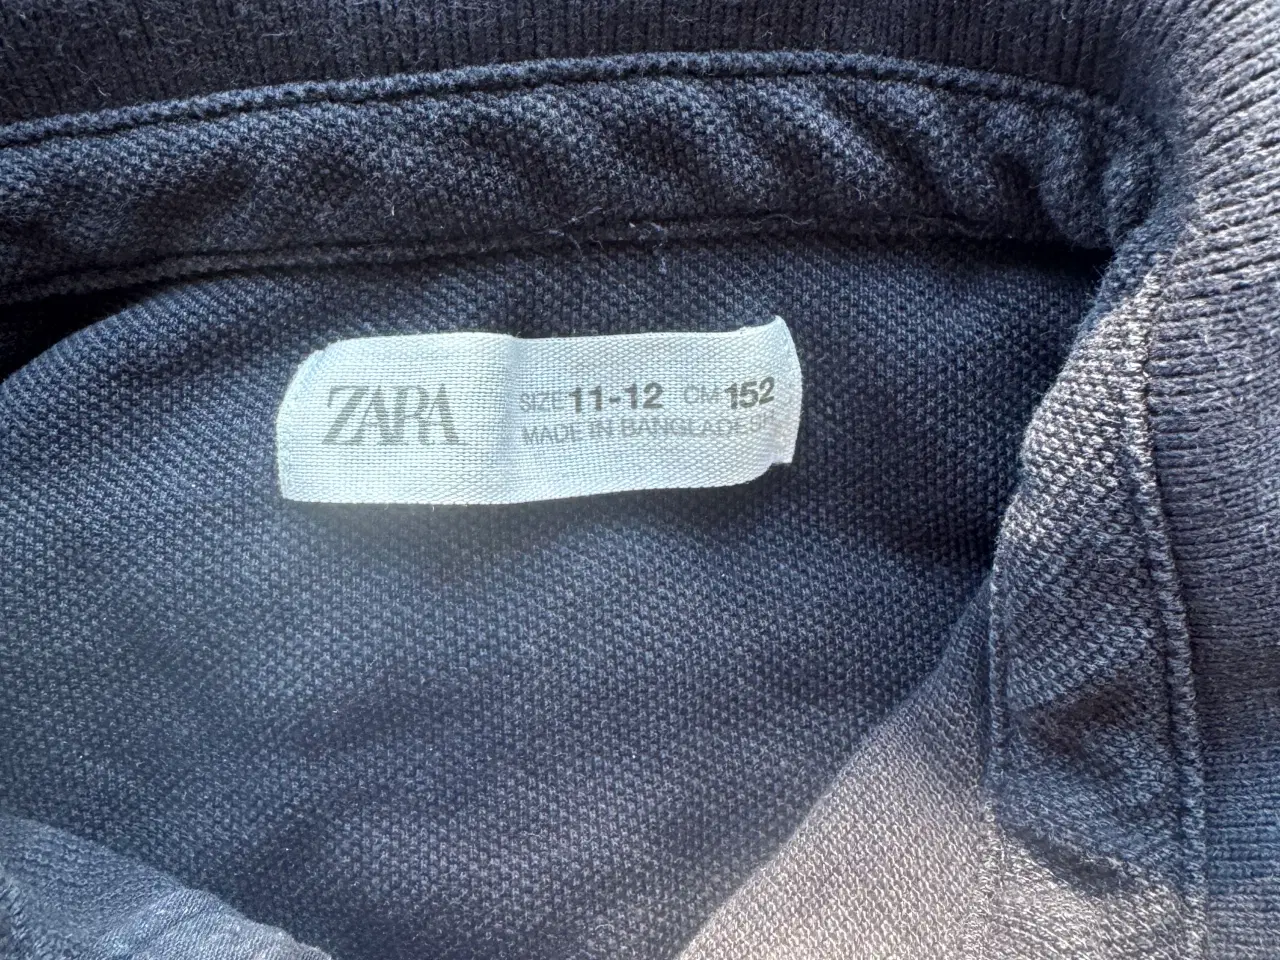 ZARA
SIZE 11-12 CM 152
MADE IN BANGLADESH